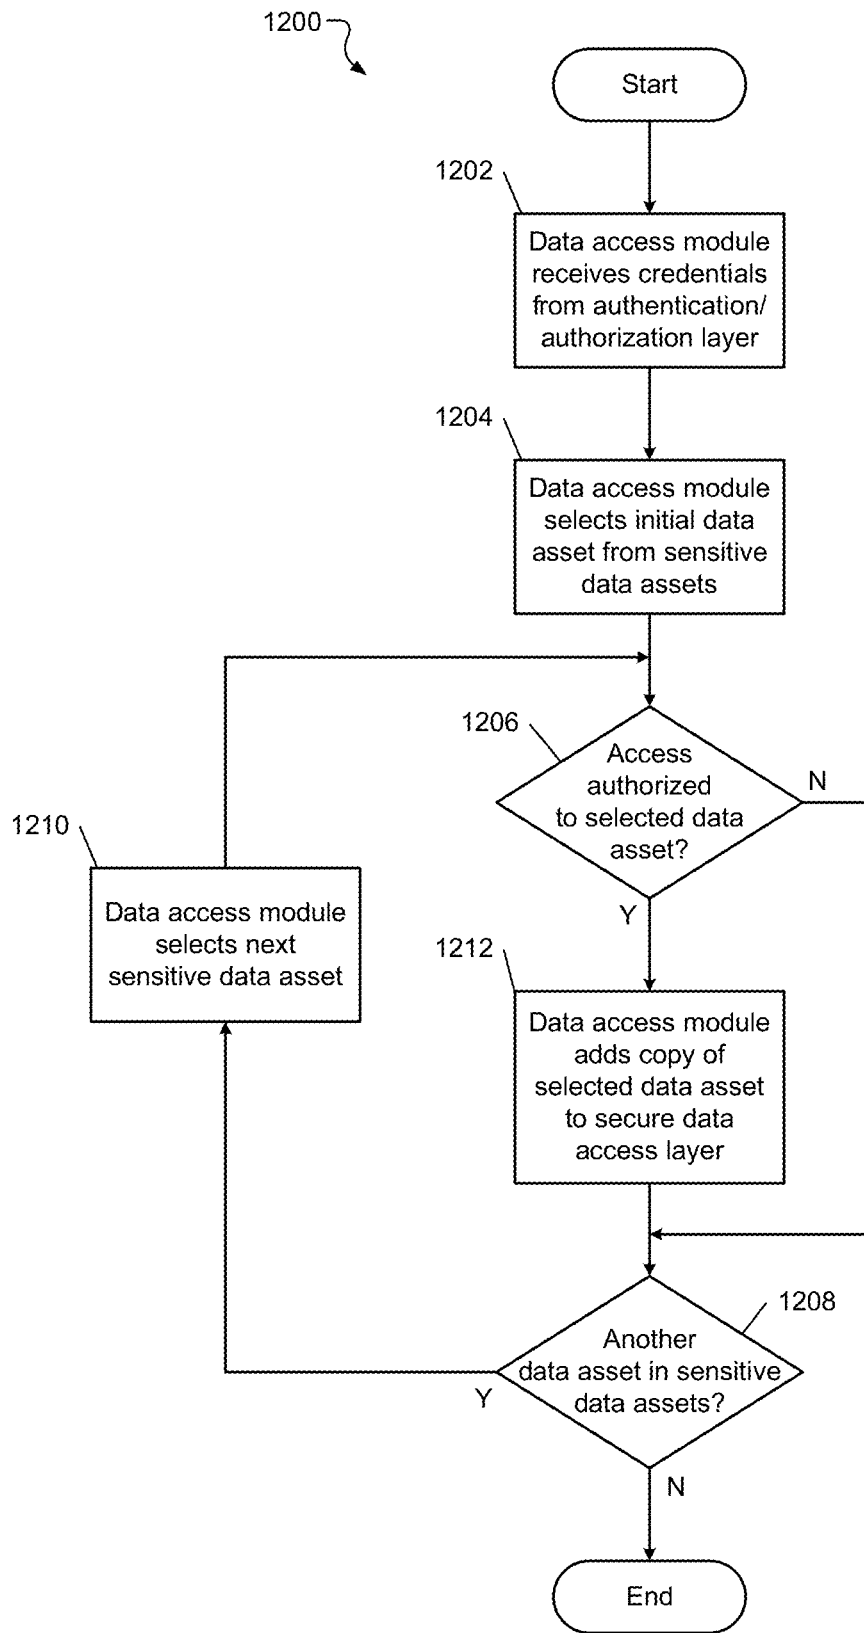 1200
Start
1202
Data access module
receives credentials
from authentication/
authorization layer
1204
Data access module
selects initial data
asset from sensitive
data assets
1206
Access
authorized
to selected data
asset?
N
Y
1210
Data access module
selects next
sensitive data asset
1212
Data access module
adds copy of
selected data asset
to secure data
access layer
1208
Another
data asset in sensitive
data assets?
Y
N
End